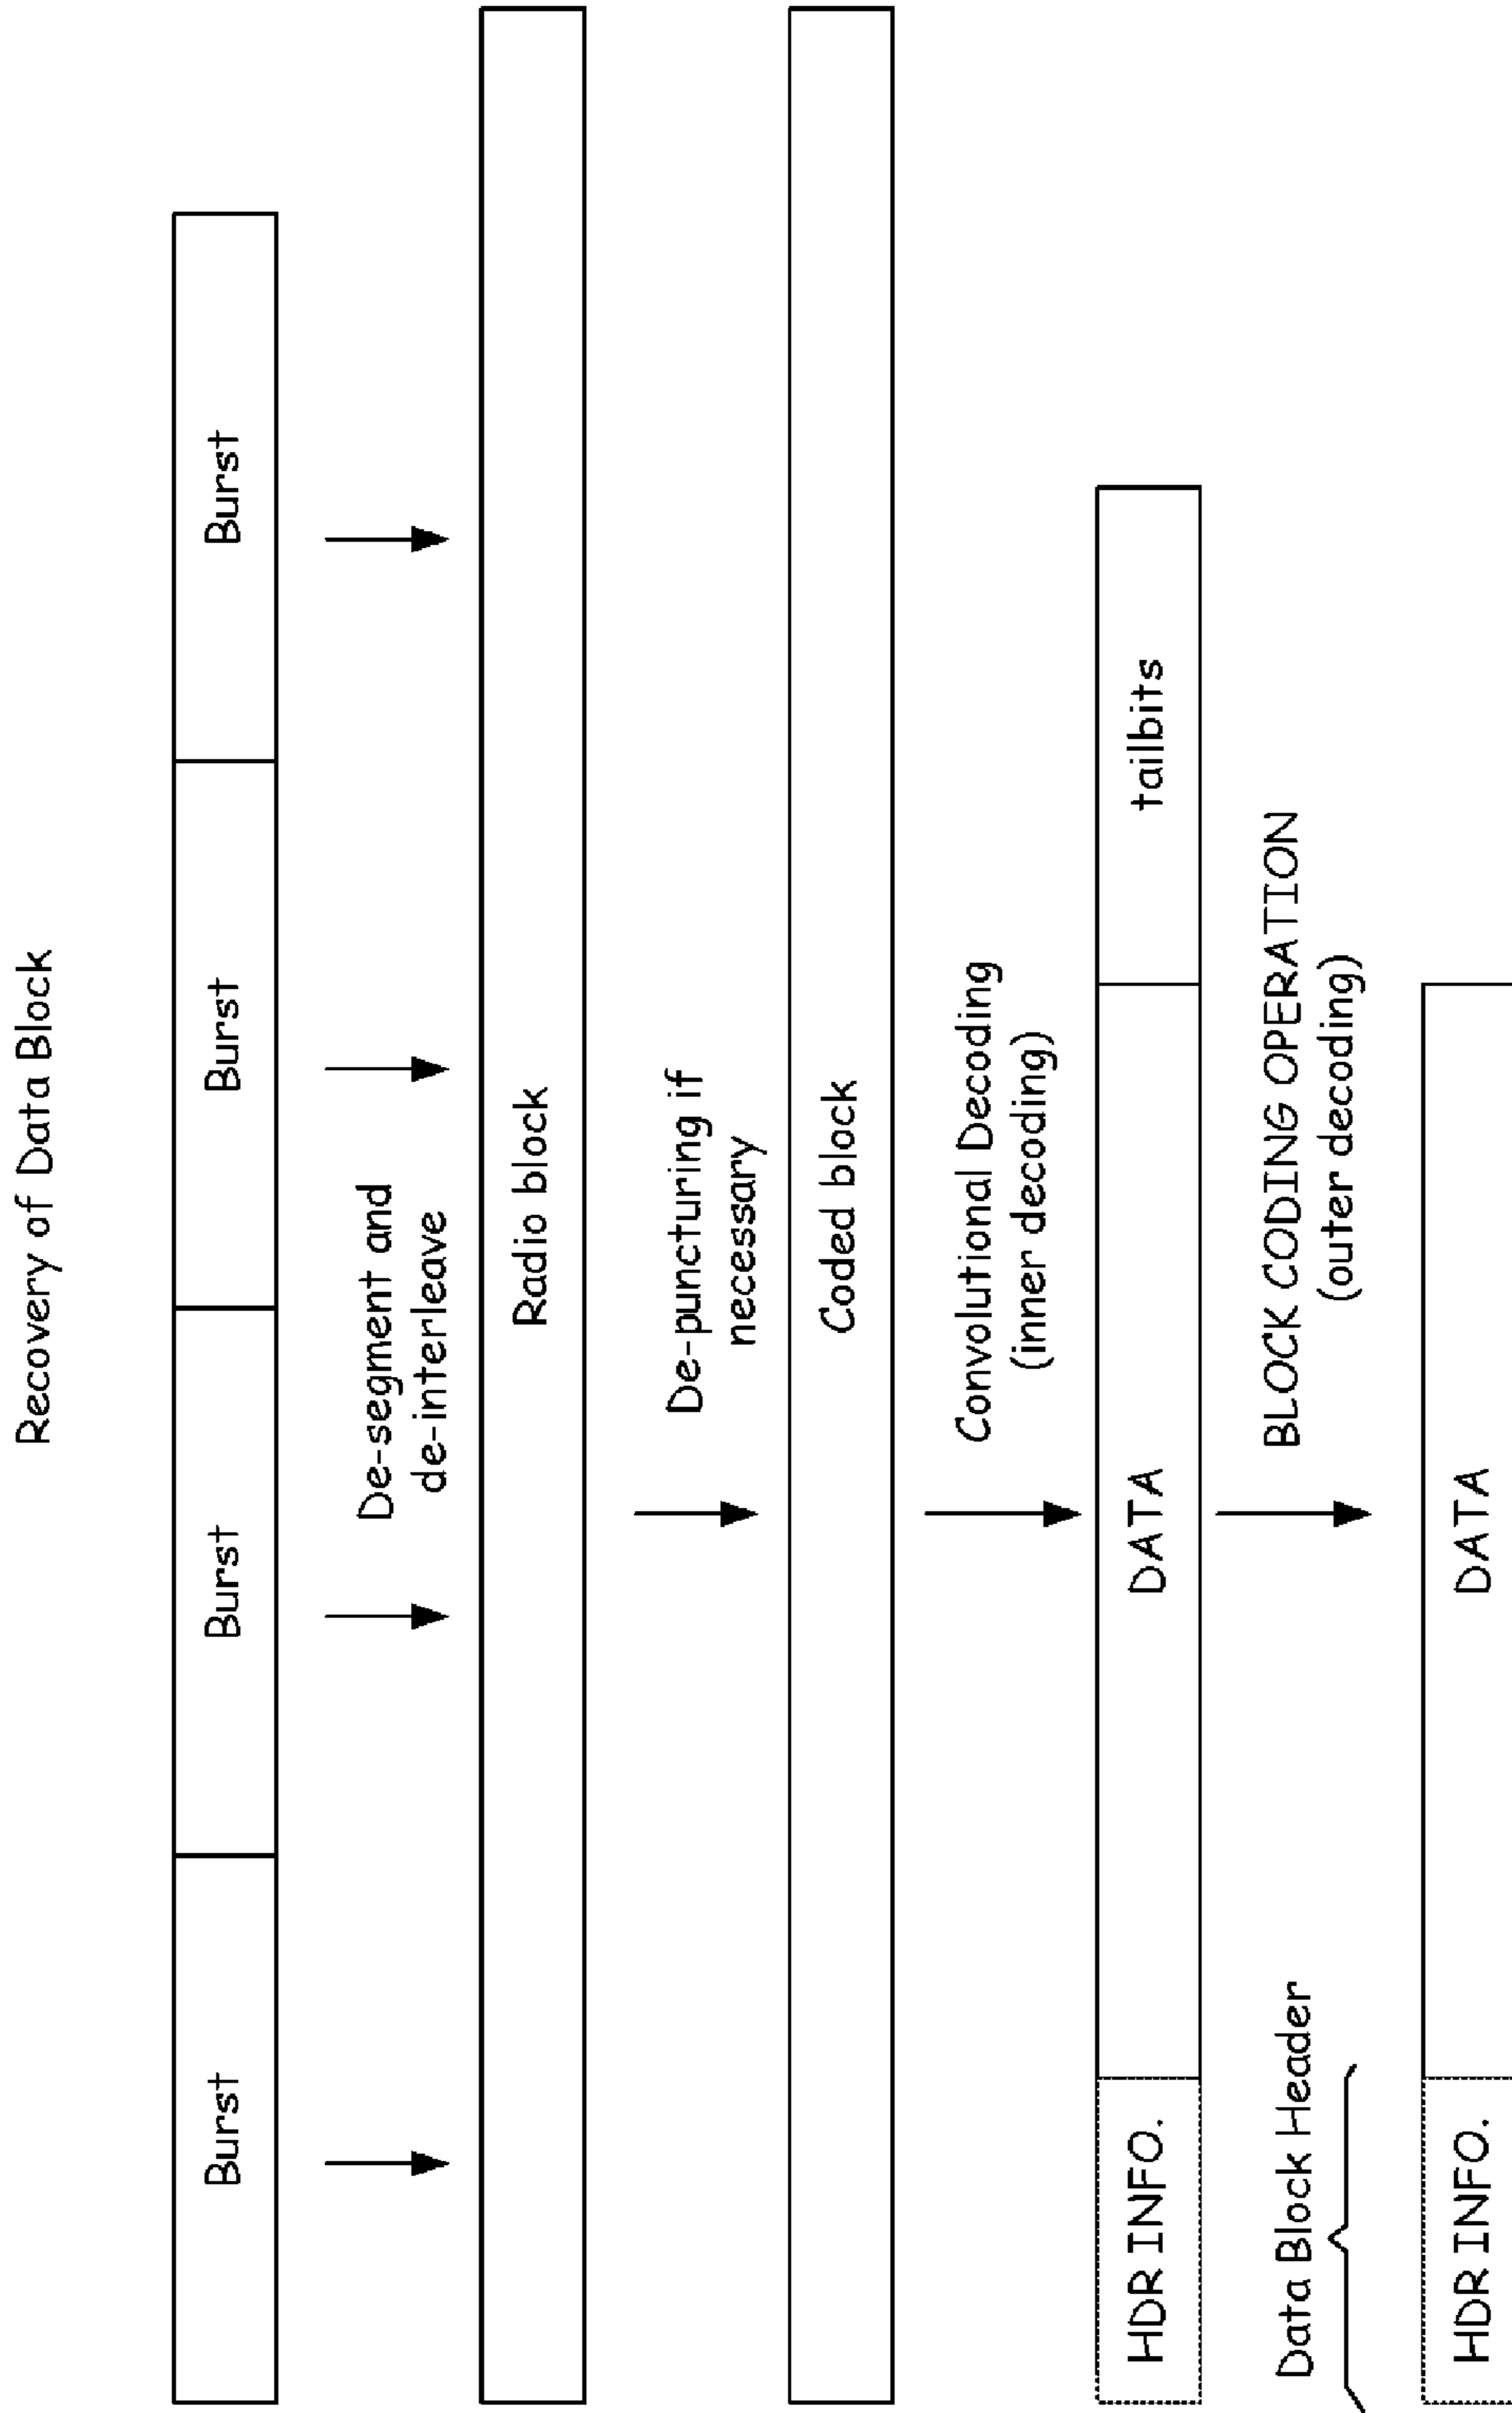 Recovery of Data Block
Burst
Burst
Burst
Burst
De-segment and
de-interleave
Radio block
De-puncturing if
necessary
Coded block
Convolutional Decoding
(inner decoding)
HDR INFO.
DATA
tailbits
Data Block Header
BLOCK CODING OPERATION
(outer decoding)
HDR INFO.
DATA